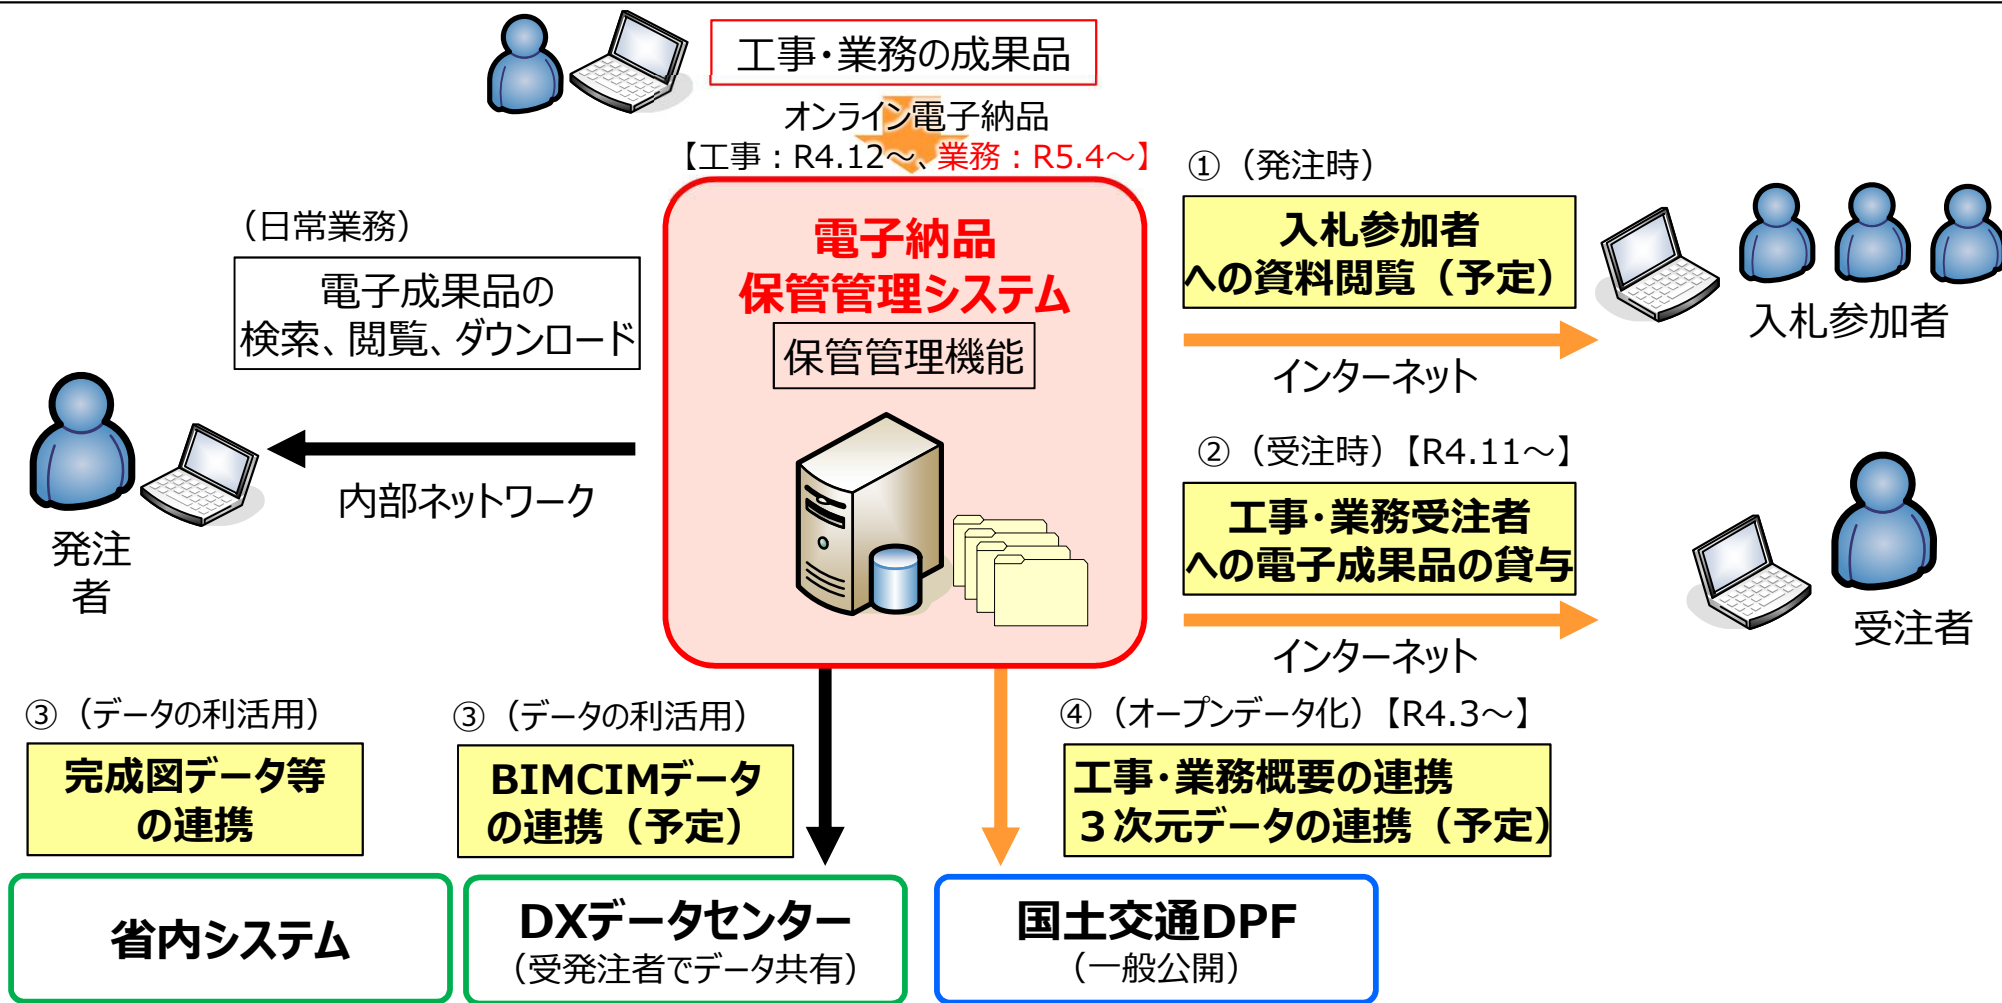 工事・業務の成果品
オンライン電子納品
【工事：R4.12～、業務：R5.4～】
電子納品
保管管理システム
保管管理機能
（日常業務）
電子成果品の
検索、閲覧、ダウンロード
内部ネットワーク
発注
者
①（発注時）
入札参加者
への資料閲覧（予定）
インターネット
入札参加者
②（受注時）【R4.11～】
工事・業務受注者
への電子成果品の貸与
インターネット
受注者
③（データの利活用）
完成図データ等
の連携
省内システム
③（データの利活用）
BIMCIMデータ
の連携（予定）
DXデータセンター
（受発注者でデータ共有）
④（オープンデータ化）【R4.3～】
工事・業務概要の連携
３次元データの連携（予定）
国土交通DPF
（一般公開）